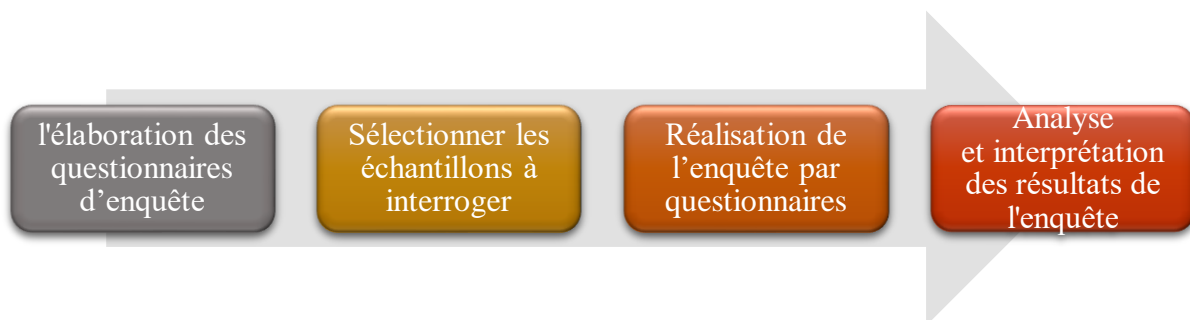 l'élaboration des
questionnaires
d’enquête
Sélectionner les
échantillons à
interroger
Réalisation de
l’enquête par
questionnaires
Analyse
et interprétation
des résultats de
l'enquête